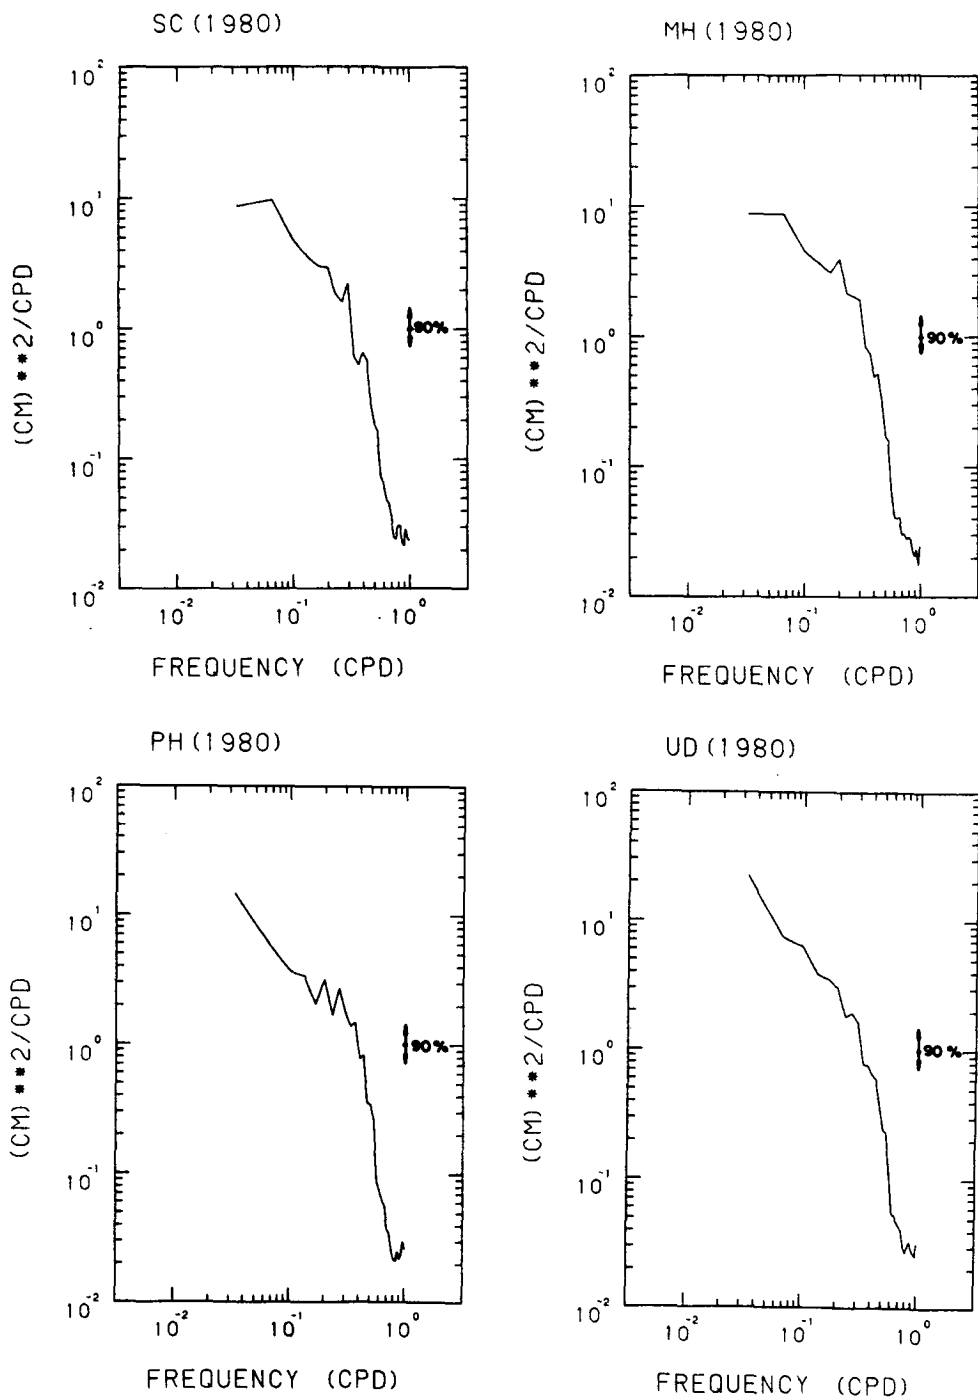 SC (1980)
10²
10¹
10⁰
10⁻¹
10⁻²
(CM)**2/CPD
90%
10⁻² 10⁻¹ 10⁰
FREQUENCY (CPD)
MH (1980)
10²
10¹
10⁰
10⁻¹
10⁻²
(CM)**2/CPD
90%
10⁻² 10⁻¹ 10⁰
FREQUENCY (CPD)
PH (1980)
10²
10¹
10⁰
10⁻¹
10⁻²
(CM)**2/CPD
90%
10⁻² 10⁻¹ 10⁰
FREQUENCY (CPD)
UD (1980)
10²
10¹
10⁰
10⁻¹
10⁻²
(CM)**2/CPD
90%
10⁻² 10⁻¹ 10⁰
FREQUENCY (CPD)